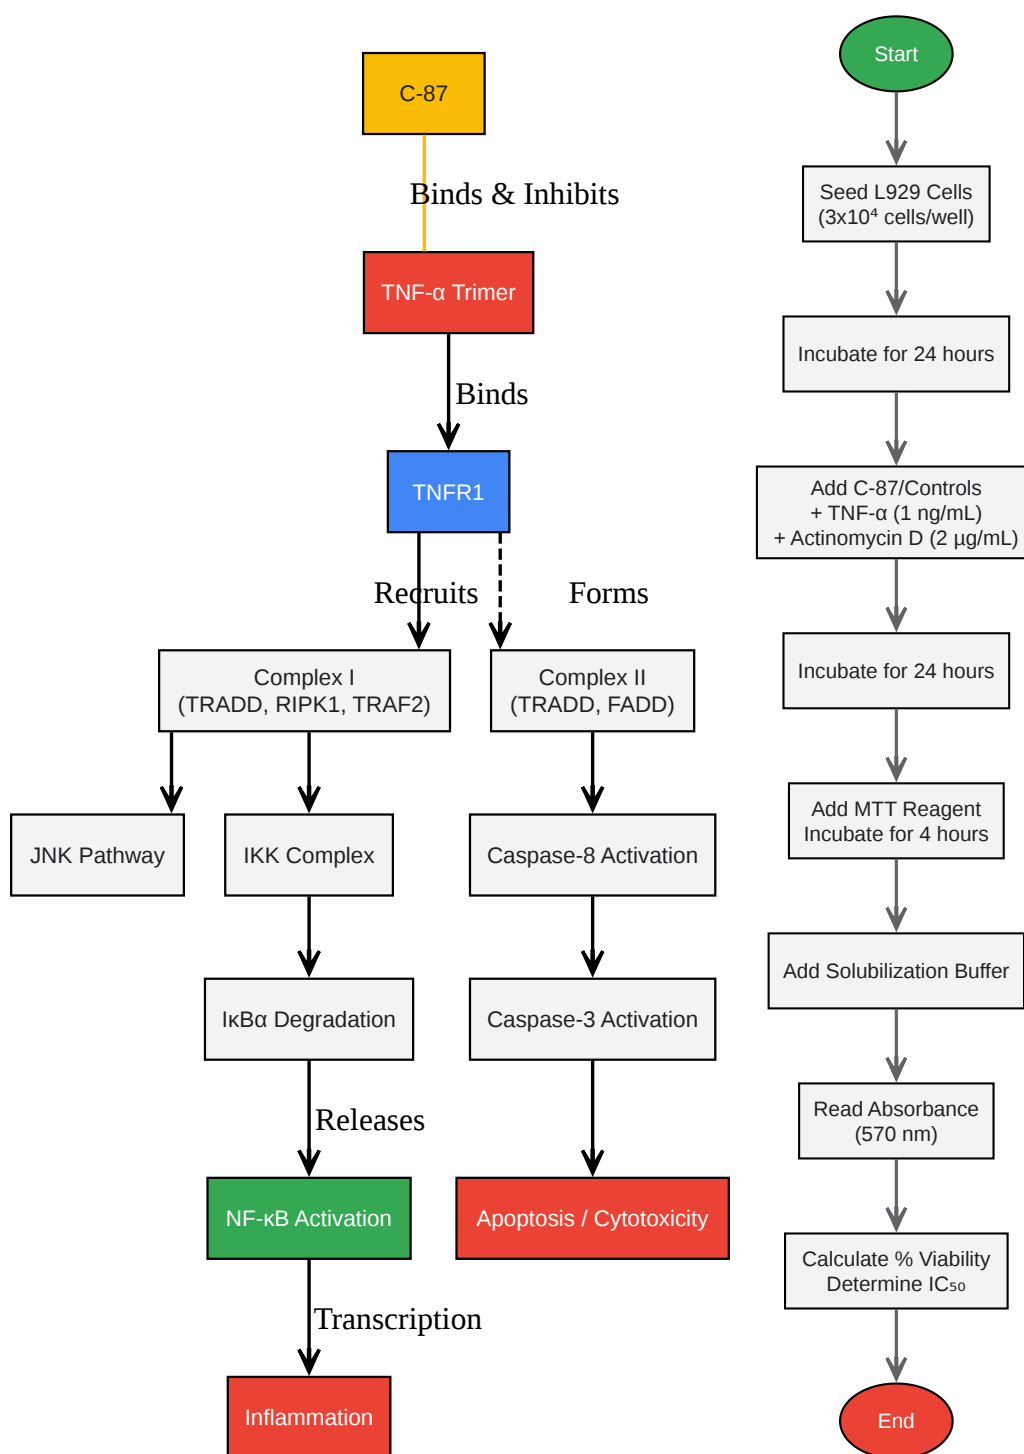 C-87
Binds & Inhibits
TNF-α Trimer
Binds
TNFR1
Recruits
Forms
Complex I
(TRADD, RIPK1, TRAF2)
Complex II
(TRADD, FADD)
JNK Pathway
IKK Complex
Caspase-8 Activation
IκBα Degradation
Caspase-3 Activation
Releases
NF-κB Activation
Apoptosis / Cytotoxicity
Transcription
Inflammation
Start
Seed L929 Cells
(3x10⁴ cells/well)
Incubate for 24 hours
Add C-87/Controls
+ TNF-α (1 ng/mL)
+ Actinomycin D (2 µg/mL)
Incubate for 24 hours
Add MTT Reagent
Incubate for 4 hours
Add Solubilization Buffer
Read Absorbance
(570 nm)
Calculate % Viability
Determine IC₅₀
End